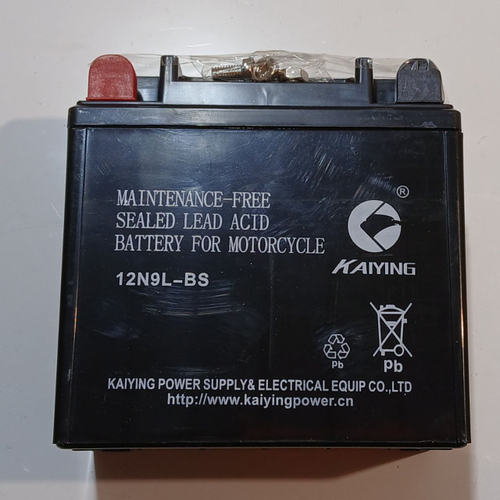 MAINTENANCE-FREE
SEALED LEAD ACID
BATTERY FOR MOTORCYCLE
®
KAIYING
12N9L-BS
Pb
Pb
KAIYING POWER SUPPLY& ELECTRICAL EQUIP CO.,LTD
http://www.kaiyingpower.cn